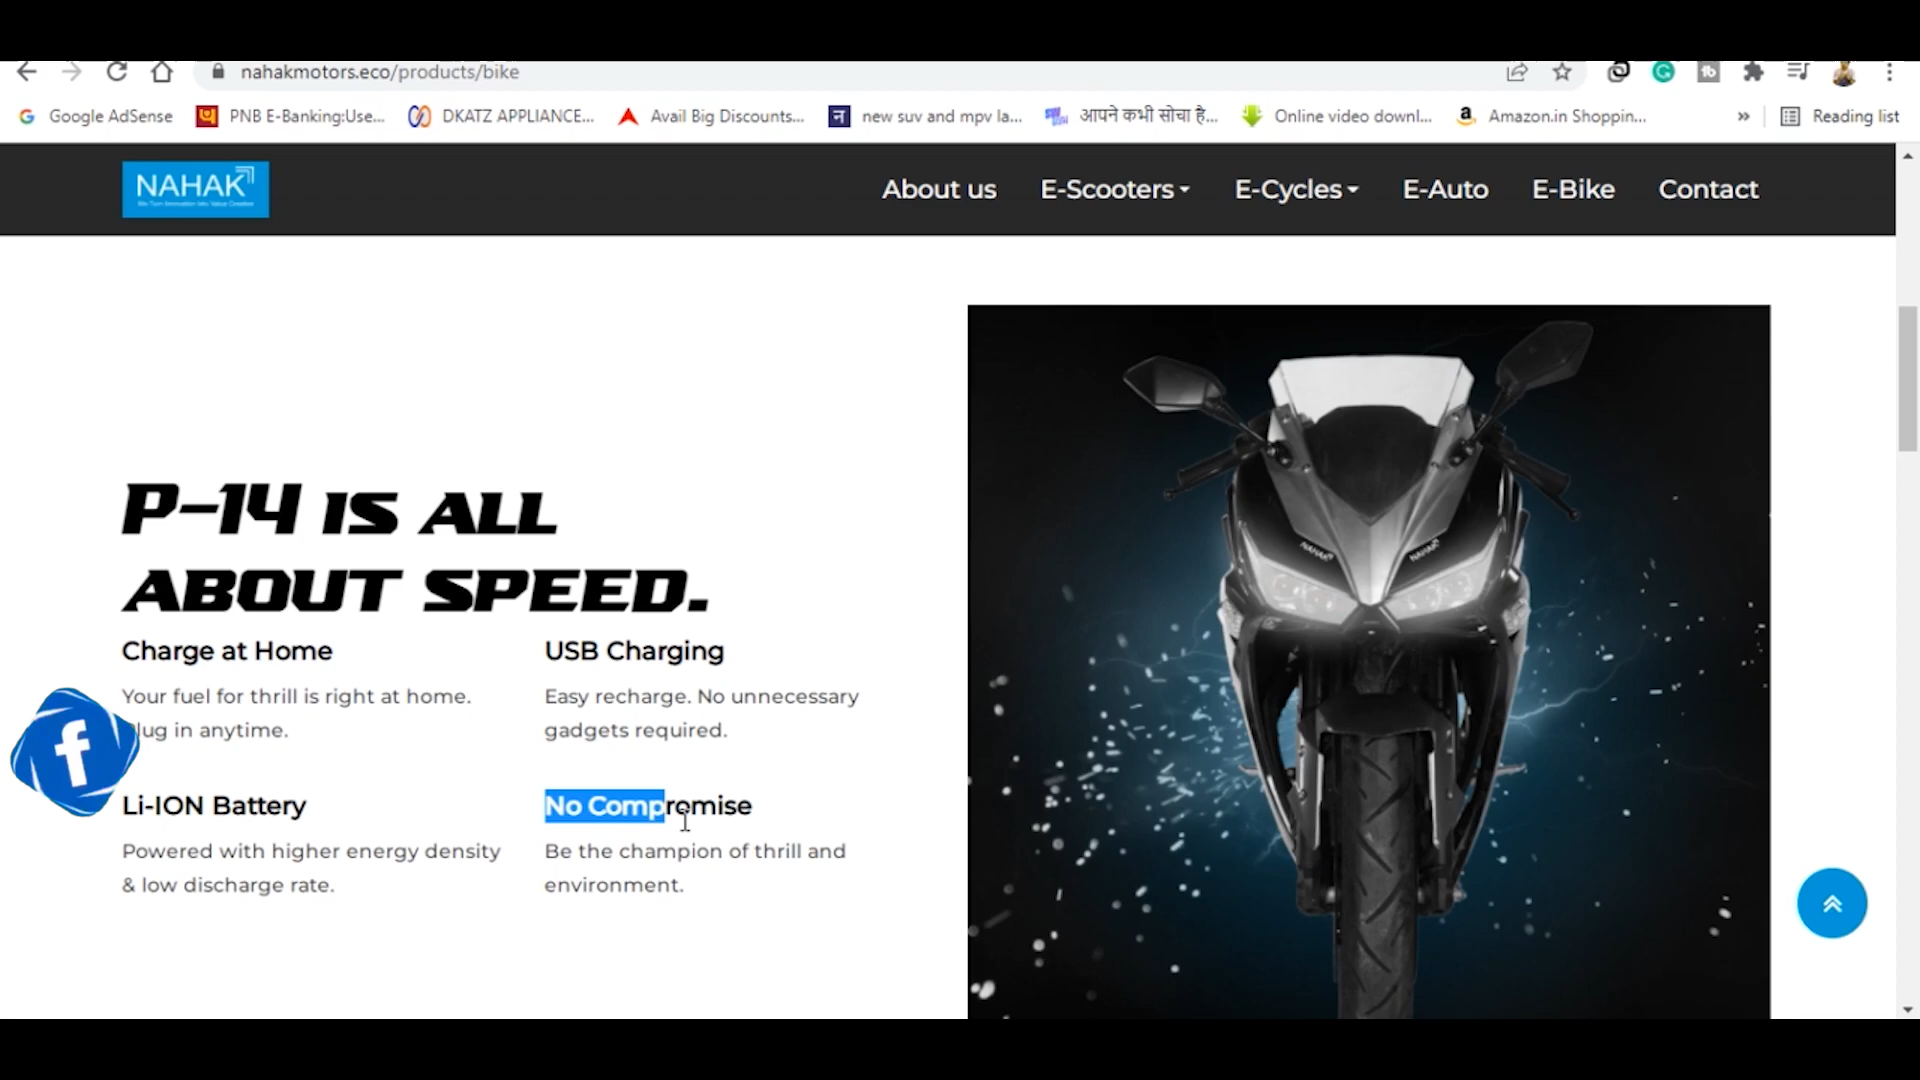 nahakmotors.eco/products/bike
Google AdSense PNB E-Banking:Use... DKATZ APPLIANCE... Avail Big Discounts... new suv and mpv la... आपने कभी सोचा है... Online video downl... Amazon.in Shoppin... » Reading list
NAHAK
About us E-Scooters E-Cycles E-Auto E-Bike Contact
P-14 IS ALL
ABOUT SPEED.
Charge at Home
Your fuel for thrill is right at home.
lug in anytime.
USB Charging
Easy recharge. No unnecessary
gadgets required.
Li-ION Battery
Powered with higher energy density
& low discharge rate.
No Compromise
Be the champion of thrill and
environment.
NAHAK NAHAK